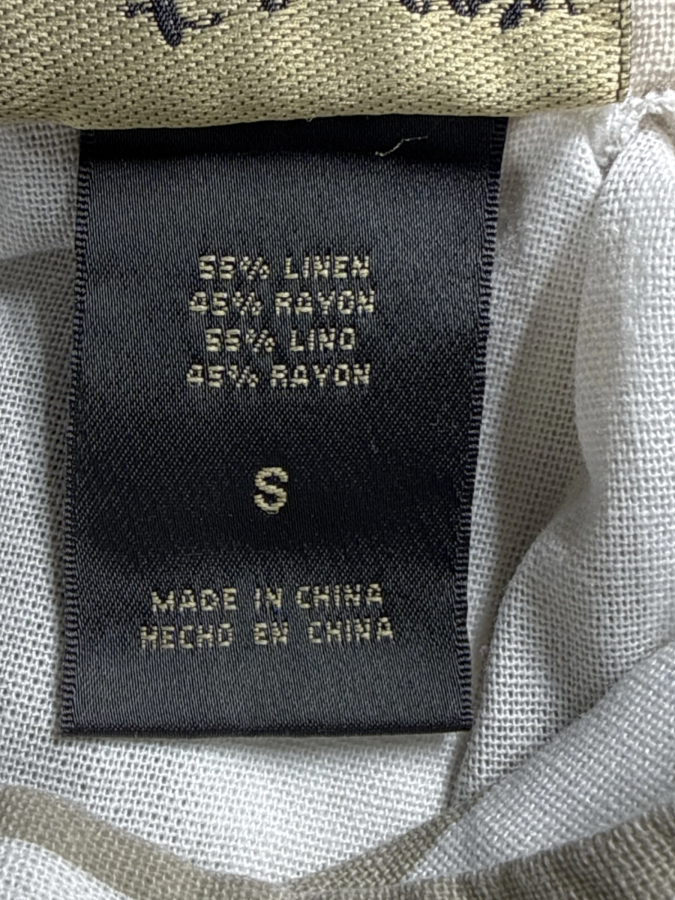 55% LINEN
45% RAYON
55% LINO
45% RAYON
S
MADE IN CHINA
HECHO EN CHINA